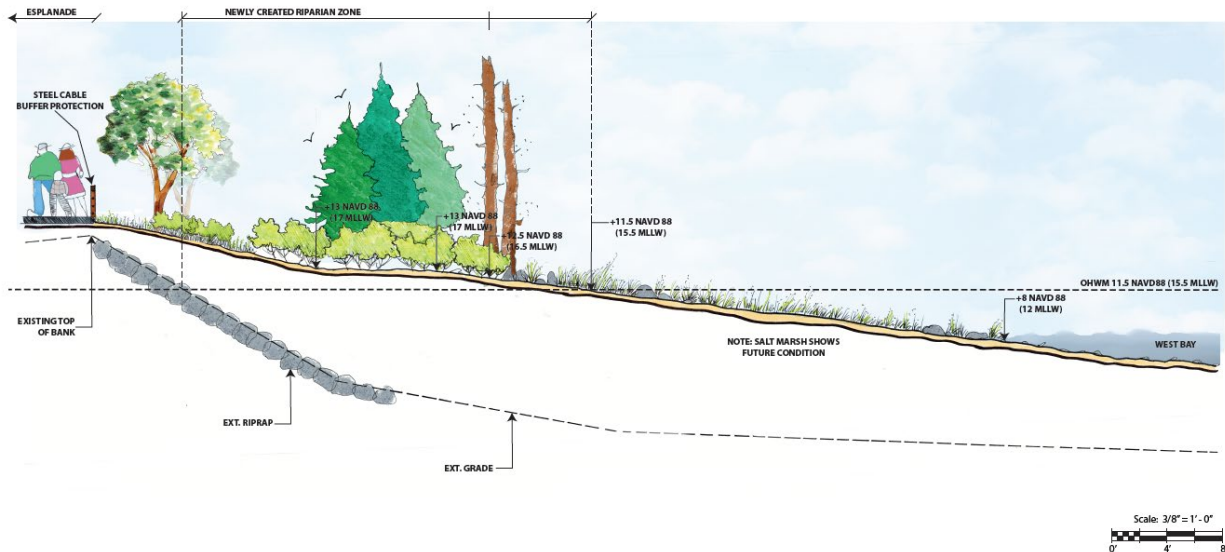 ESPLANADE
NEWLY CREATED RIPARIAN ZONE
STEEL CABLE
BUFFER PROTECTION
+13 NAVD 88
(17 MLLW)
+13 NAVD 88
(17 MLLW)
+12.5 NAVD 88
(16.5 MLLW)
+11.5 NAVD 88
(15.5 MLLW)
OHWM 11.5 NAVD88 (15.5 MLLW)
+8 NAVD 88
(12 MLLW)
EXISTING TOP
OF BANK
NOTE: SALT MARSH SHOWS
FUTURE CONDITION
WEST BAY
EXT. RIPRAP
EXT. GRADE
Scale: 3/8" = 1' - 0"
0' 4' 8